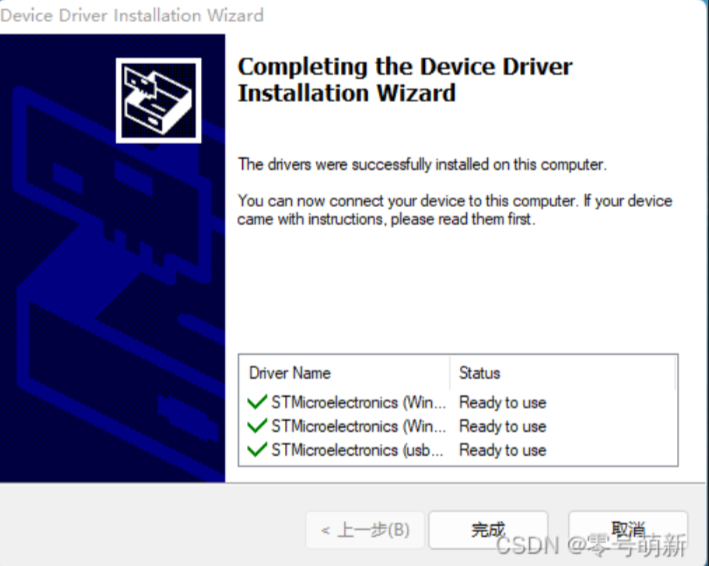 Device Driver Installation Wizard
Completing the Device Driver
Installation Wizard
The drivers were successfully installed on this computer.
You can now connect your device to this computer. If your device
came with instructions, please read them first.
Driver Name Status
STMicroelectronics (Win... Ready to use
STMicroelectronics (Win... Ready to use
STMicroelectronics (usb... Ready to use
< 上一步(B) 完成 取消
CSDN @零号萌新